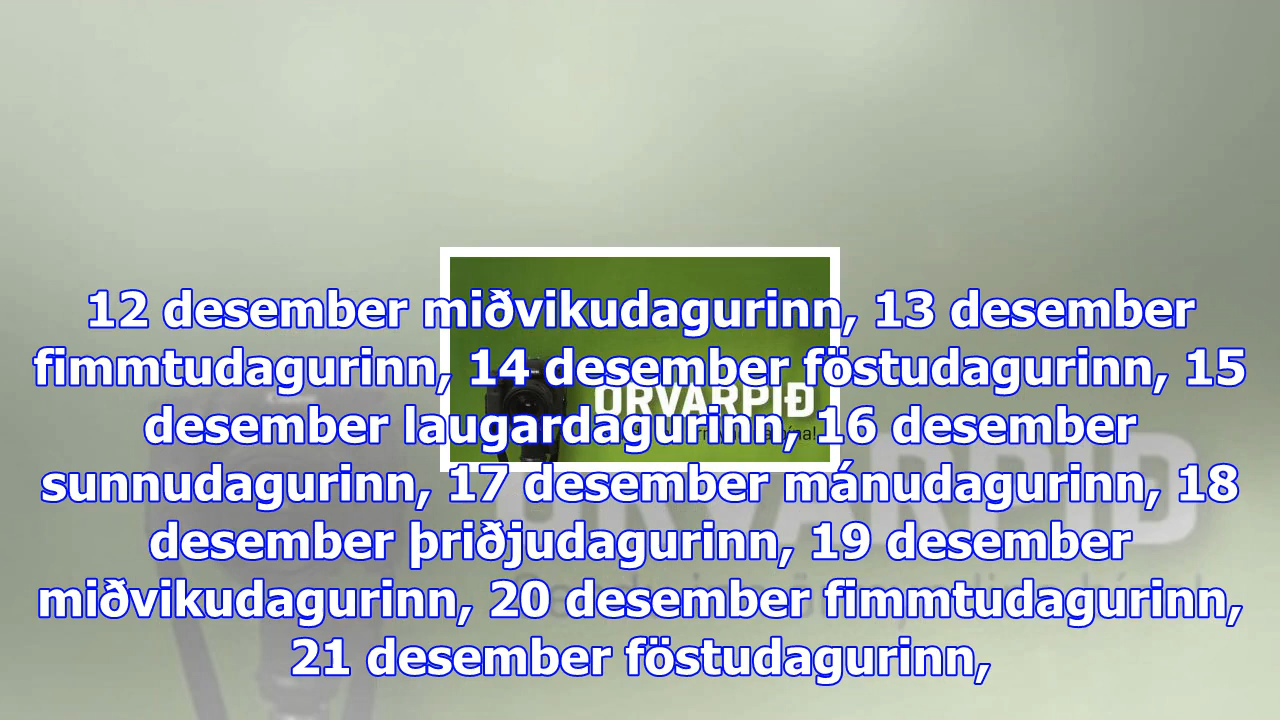 12 desember miðvikudagurinn, 13 desember
fimmtudagurinn, 14 desember föstudagurinn, 15
desember laugardagurinn, 16 desember
sunnudagurinn, 17 desember mánudagurinn, 18
desember þriðjudagurinn, 19 desember
miðvikudagurinn, 20 desember fimmtudagurinn,
21 desember föstudagurinn,
ÖRVARPIÐ